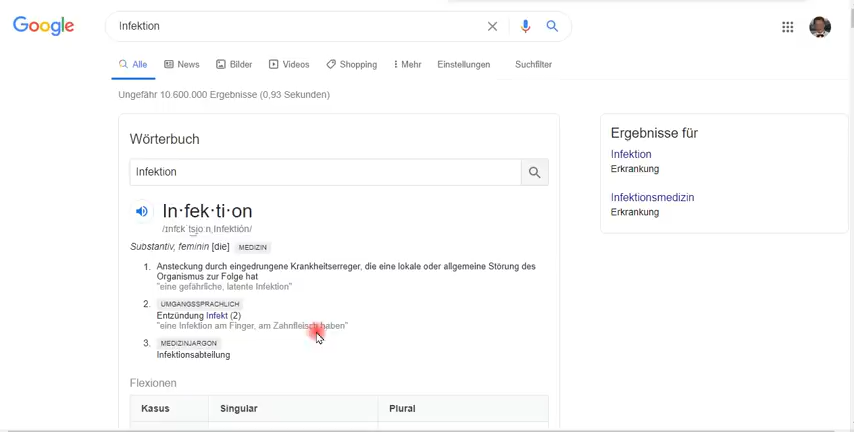 Google
Infektion
Alle News Bilder Videos Shopping Mehr Einstellungen Suchfilter
Ungefähr 10.600.000 Ergebnisse (0,93 Sekunden)
Wörterbuch
Infektion
In·fek·ti·on
Substantiv, feminin [die] MEDIZIN
1. Ansteckung durch eingedrungene Krankheitserreger, die eine lokale oder allgemeine Störung des
Organismus zur Folge hat
"eine gefährliche, latente Infektion"
2. UMGANGSSPRACHLICH
Entzündung Infekt (2)
"eine Infektion am Finger, am Zahnfleisch haben"
3. MEDIZINJARGON
Infektionsabteilung
Flexionen
Kasus Singular Plural
Ergebnisse für
Infektion
Erkrankung
Infektionsmedizin
Erkrankung